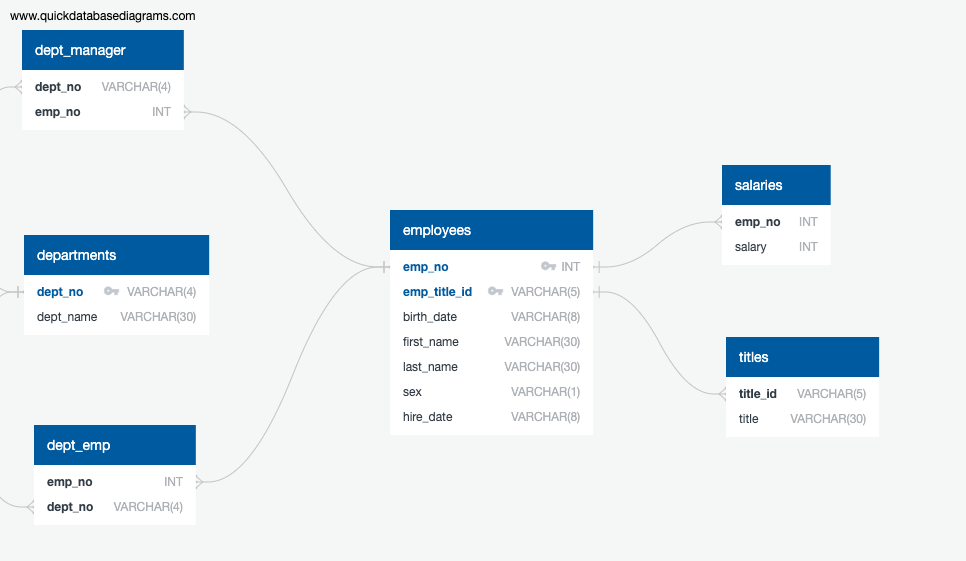 www.quickdatabasediagrams.com
dept_manager
dept_no VARCHAR(4)
emp_no INT
departments
dept_no VARCHAR(4)
dept_name VARCHAR(30)
dept_emp
emp_no INT
dept_no VARCHAR(4)
employees
emp_no INT
emp_title_id VARCHAR(5)
birth_date VARCHAR(8)
first_name VARCHAR(30)
last_name VARCHAR(30)
sex VARCHAR(1)
hire_date VARCHAR(8)
salaries
emp_no INT
salary INT
titles
title_id VARCHAR(5)
title VARCHAR(30)